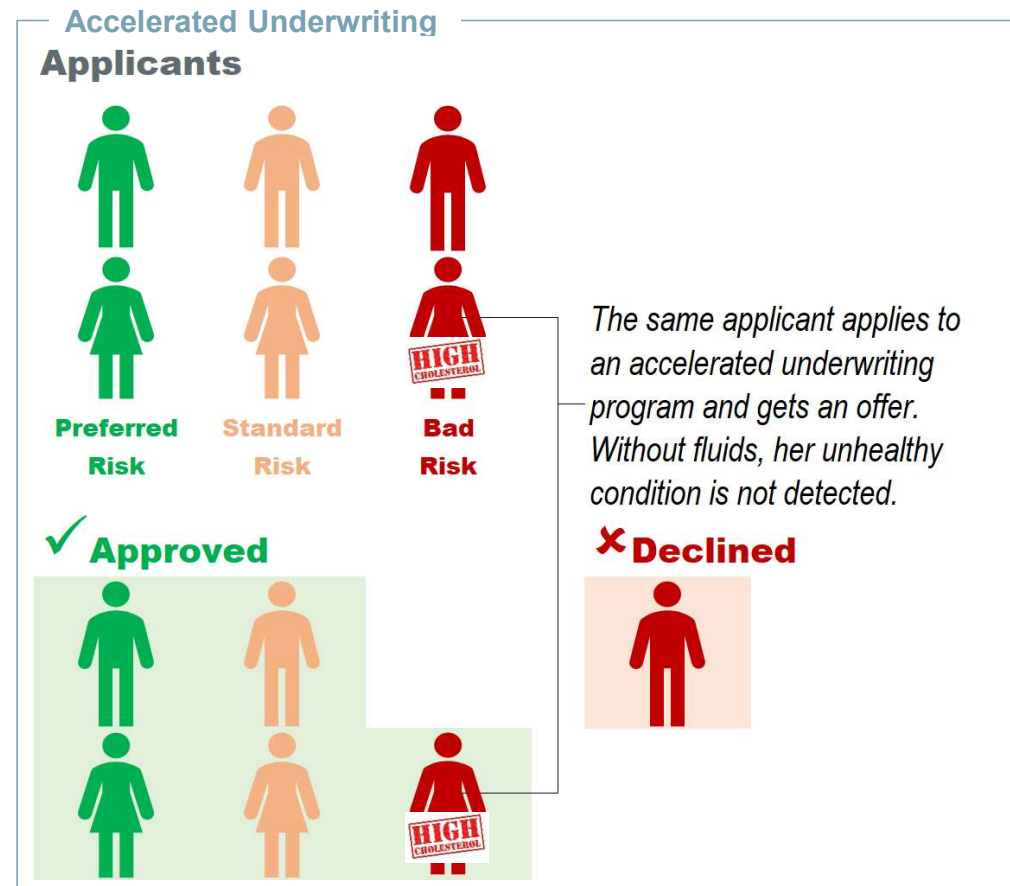 Accelerated Underwriting
Applicants
HIGH
CHOLESTEROL
Preferred
Risk
Standard
Risk
Bad
Risk
The same applicant applies to
an accelerated underwriting
program and gets an offer.
Without fluids, her unhealthy
condition is not detected.
✓ Approved
✘ Declined
HIGH
CHOLESTEROL